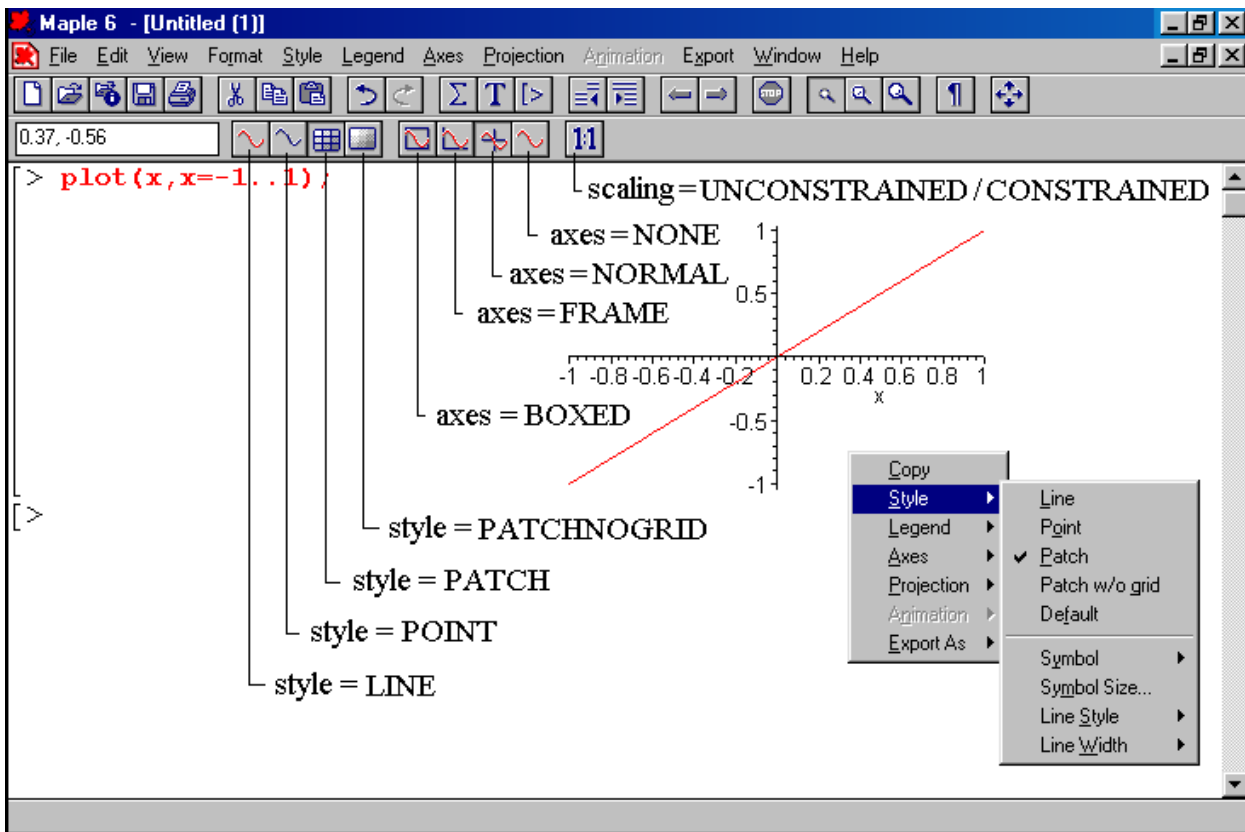 Maple 6 - [Untitled (1)]
File Edit View Format Style Legend Axes Projection Animation Export Window Help
Σ T [> STOP ¶
0.37, -0.56 1:1
[ > plot(x,x=-1..1);
scaling=UNCONSTRAINED/CONSTRAINED
axes=NONE
axes=NORMAL
axes=FRAME
axes = BOXED
1
0.5
-1 -0.8 -0.6 -0.4 -0.2 0.2 0.4 0.6 0.8 1
x
-0.5
-1
[ >
style = PATCHNOGRID
style = PATCH
style = POINT
style = LINE
Copy
Style
Legend
Axes
Projection
Animation
Export As
Line
Point
Patch
Patch w/o grid
Default
Symbol
Symbol Size...
Line Style
Line Width